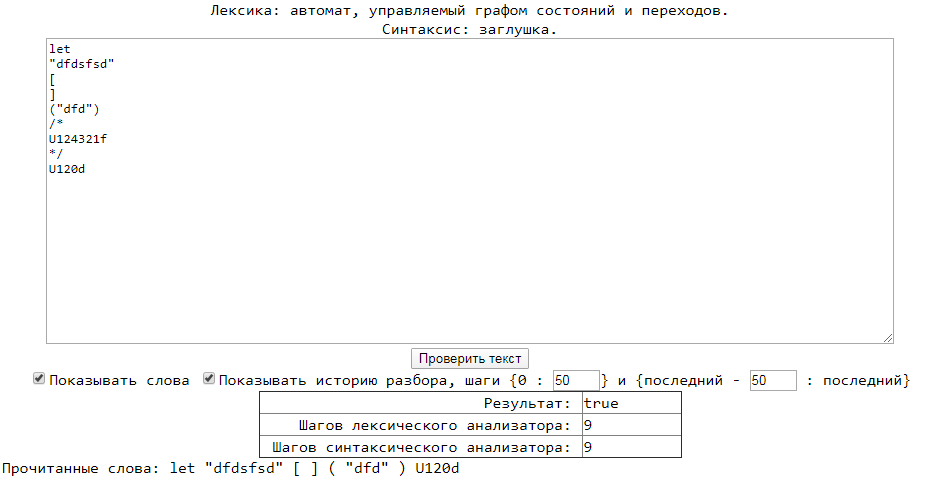 Лексика: автомат, управляемый графом состояний и переходов.
Синтаксис: заглушка.
let
"dfdsfsd"
[
]
("dfd")
/*
U124321f
*/
U120d
Проверить текст
Показывать слова Показывать историю разбора, шаги {0 : 50} и {последний - 50 : последний}
Результат: true
Шагов лексического анализатора: 9
Шагов синтаксического анализатора: 9
Прочитанные слова: let "dfdsfsd" [ ] ( "dfd" ) U120d